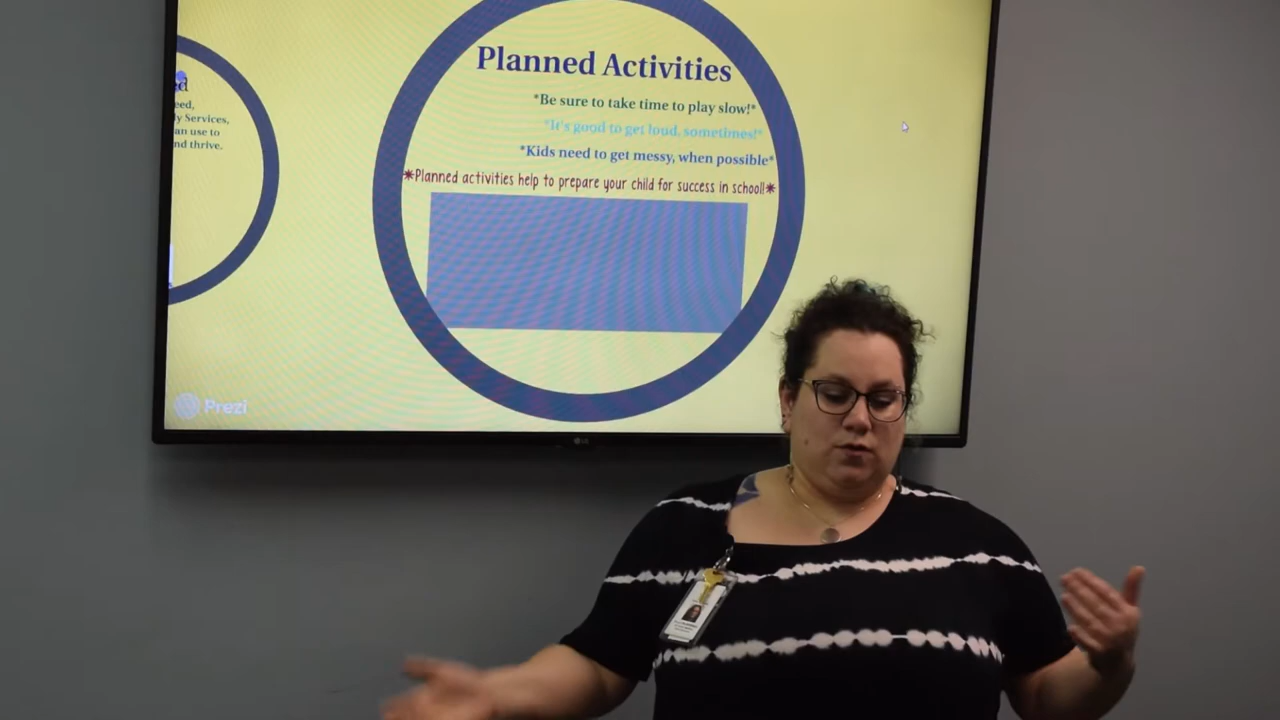 Planned Activities
*Be sure to take time to play slow!*
*It's good to get loud, sometimes!*
*Kids need to get messy, when possible*
*Planned activities help to prepare your child for success in school!*
ed
eed,
ly Services,
an use to
nd thrive.
Prezi
LG